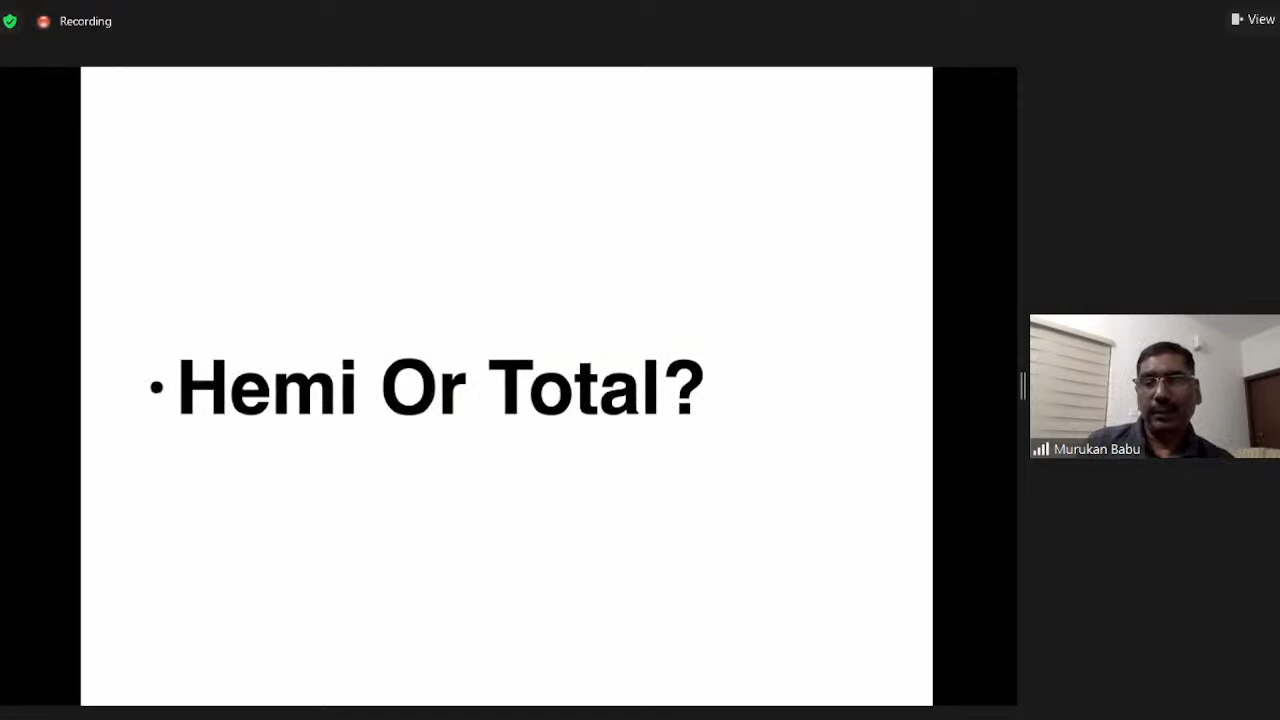 Recording
View
• Hemi Or Total?
Murukan Babu